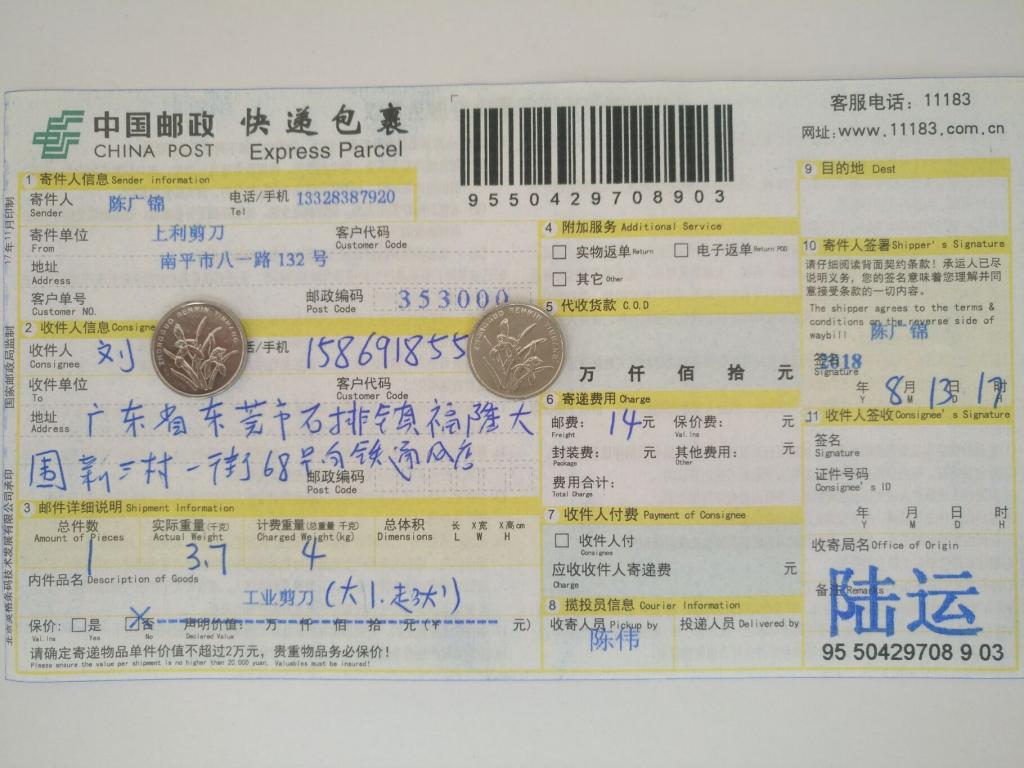 中国邮政 快递包裹
CHINA POST Express Parcel
9550429708903
客服电话：11183
网址：www.11183.com.cn
1 寄件人信息 Sender information
寄件人 陈广锦 电话/手机 13328387920
Sender Tel
寄件单位 上利剪刀 客户代码
From Customer Code
地址 南平市八一路 132 号
Address
客户单号 邮政编码 353000
Customer NO. Post Code
2 收件人信息 Consigne
收件人 刘 话/手机 158691855
Consignee
收件单位 客户代码
To Customer Code
地址 广东省东莞市石排镇福隆大
Address
围新三村一街68号
邮政编码
Post Code
3 邮件详细说明 Shipment Information
总件数 实际重量(千克) 计费重量(总重量 千克) 总体积 长 X宽 X高cm
Amount of Pieces Actual Weight Charged Weight(kg) Dimensions L W H
1 3.7 4
内件品名 Description of Goods
工业剪刀
保价： 是 否 声明价值： 万 仟 佰 拾 元（￥ 元）
Val.Ins Yes No Declared Value
请确定寄递物品单件价值不超过2万元，贵重物品务必保价！
Please ensure the value per shipment is no higher than 20,000 yuan. Valuables must be insured!
4 附加服务 Additional Service
实物返单 Return 电子返单 Return POD
其它 Other
5 代收货款 C.O.D
万 仟 佰 拾 元
6 寄递费用 Charge
邮费： 14 元 保价费： 元
Freight Val.Ins
封装费： 元 其他费用： 元
Package Other
费用合计：
Total Charge
7 收件人付费 Payment of Consignee
收件人付
Consignee
应收收件人寄递费 元
Charge
8 揽投员信息 Courier Information
收寄人员 Pickup by 投递人员 Delivered by
陈伟
9 目的地 Dest
10 寄件人签署 Shipper's Signature
请仔细阅读背面契约条款！承运人已尽
说明义务，您的签名意味着您理解并同
意接受条款的一切内容。
The shipper agrees to the terms &
conditions on the reverse side of
waybill 陈广锦
签名 2018
Signature
年 8 月 13 日 17 时
Y M D H
11 收件人签收 Consignee's Signature
签名
Signature
证件号码
Consignee's ID
年 月 日 时
Y M D H
收寄局名 Office of Origin
备注 Remarks
陆运
95 50429708 9 03
国家邮政局监制